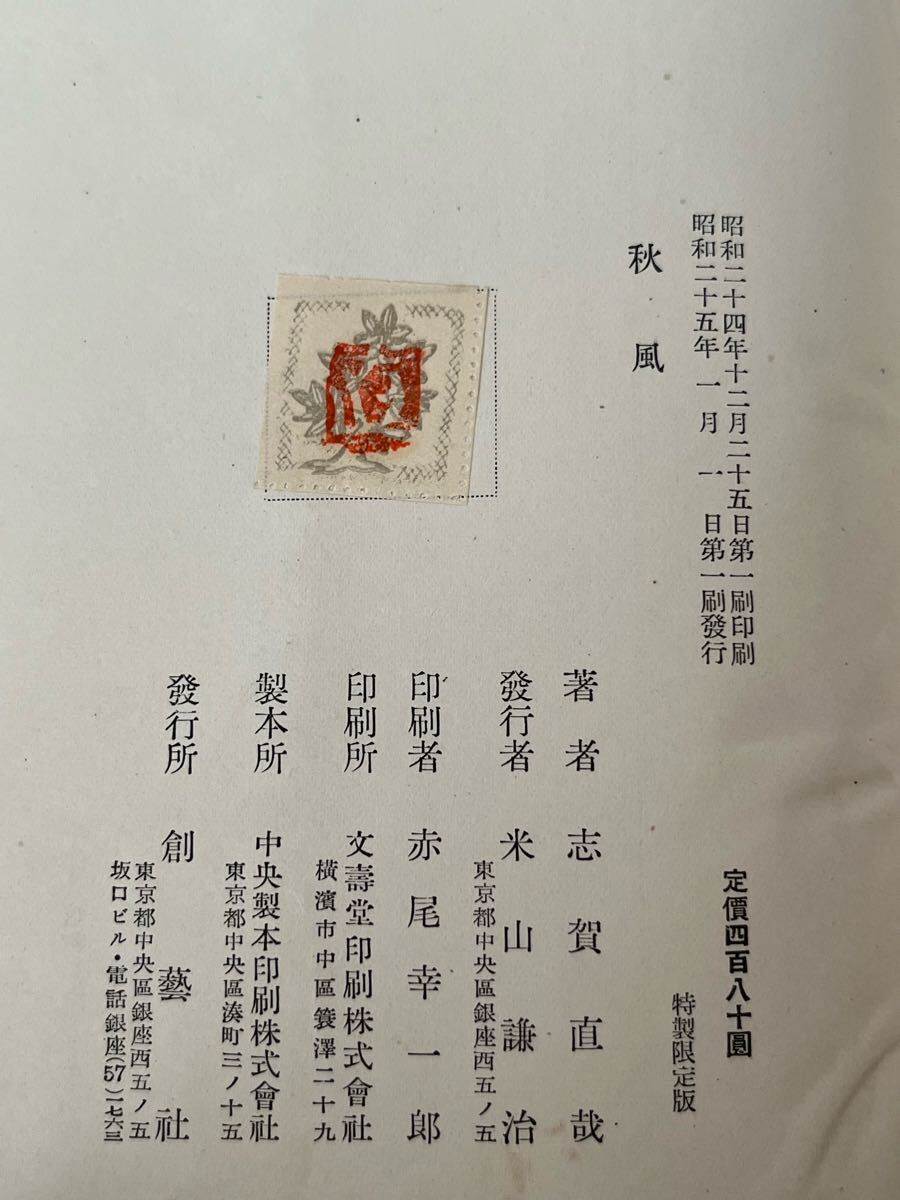 昭和二十四年十二月二十五日第一刷印刷
昭和二十五年一月一日第一刷發行
定價四百八十圓
特製限定版
秋風
著者 志賀直哉
發行者 米山謙治
東京都中央區銀座西五ノ五
印刷者 赤尾幸一郎
印刷所 文壽堂印刷株式會社
橫濱市中區簑澤二十九
製本所 中央製本印刷株式會社
東京都中央區湊町三ノ十五
發行所 創藝社
東京都中央區銀座西五ノ五
坂口ビル・電話銀座(57)一七六三